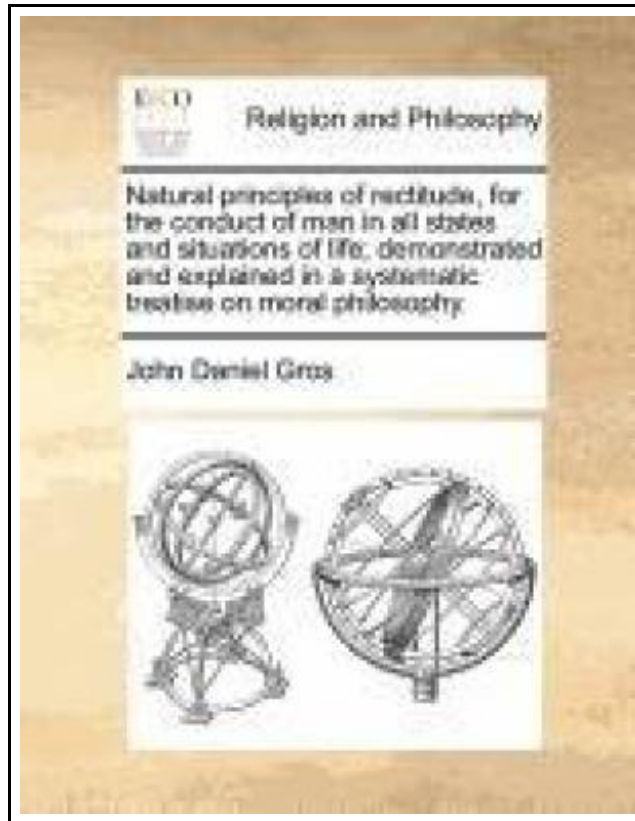 ECCO
Religion and Philosophy
Natural principles of rectitude, for
the conduct of man in all states
and situations of life; demonstrated
and explained in a systematic
treatise on moral philosophy.
John Daniel Gros